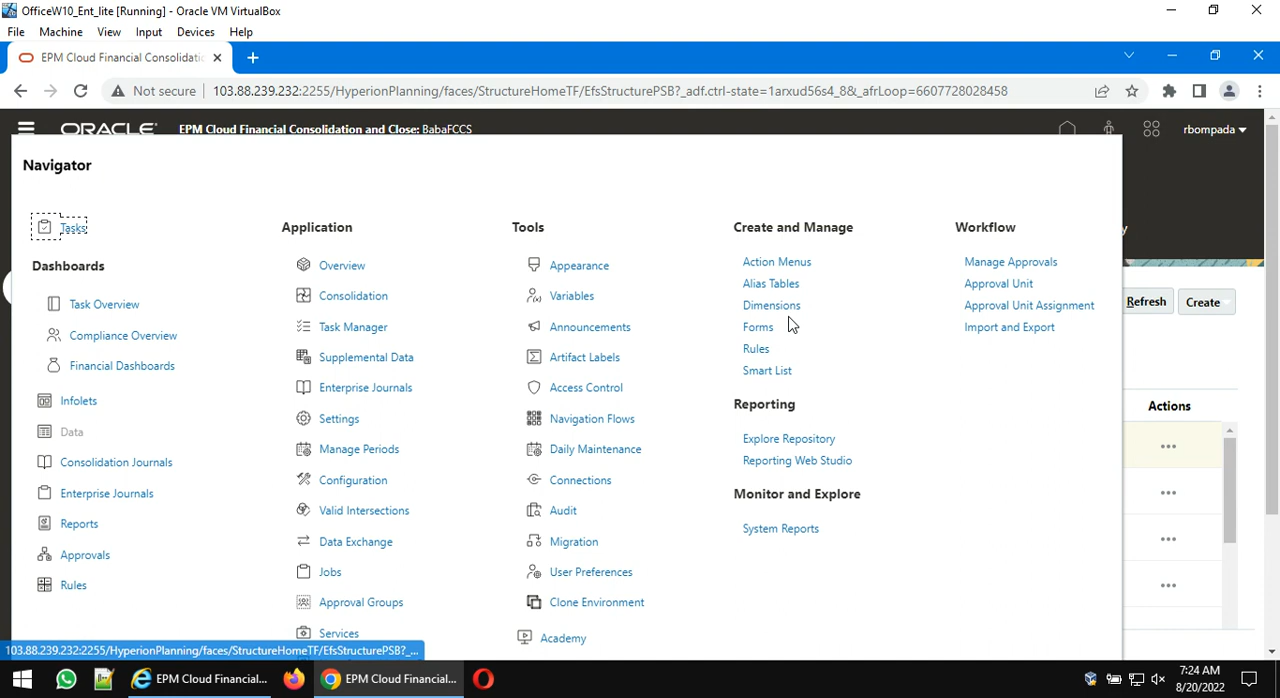 OfficeW10_Ent_lite [Running] - Oracle VM VirtualBox
File Machine View Input Devices Help
EPM Cloud Financial Consolidatio
Not secure 103.88.239.232:2255/HyperionPlanning/faces/StructureHomeTF/EfsStructurePSB?_adf.ctrl-state=1arxud56s4_8&_afrLoop=6607728028458
ORACLE® EPM Cloud Financial Consolidation and Close: BabaFCCS rbompada
Navigator
Tasks
Dashboards
Task Overview
Compliance Overview
Financial Dashboards
Infolets
Data
Consolidation Journals
Enterprise Journals
Reports
Approvals
Rules
Application
Overview
Consolidation
Task Manager
Supplemental Data
Enterprise Journals
Settings
Manage Periods
Configuration
Valid Intersections
Data Exchange
Jobs
Approval Groups
Services
Tools
Appearance
Variables
Announcements
Artifact Labels
Access Control
Navigation Flows
Daily Maintenance
Connections
Audit
Migration
User Preferences
Clone Environment
Academy
Create and Manage
Action Menus
Alias Tables
Dimensions
Forms
Rules
Smart List
Reporting
Explore Repository
Reporting Web Studio
Monitor and Explore
System Reports
Workflow
Manage Approvals
Approval Unit
Approval Unit Assignment
Import and Export
y
Refresh Create
Actions
103.88.239.232:2255/HyperionPlanning/faces/StructureHomeTF/EfsStructurePSB?_...
EPM Cloud Financial... EPM Cloud Financial... 7:24 AM
8/20/2022